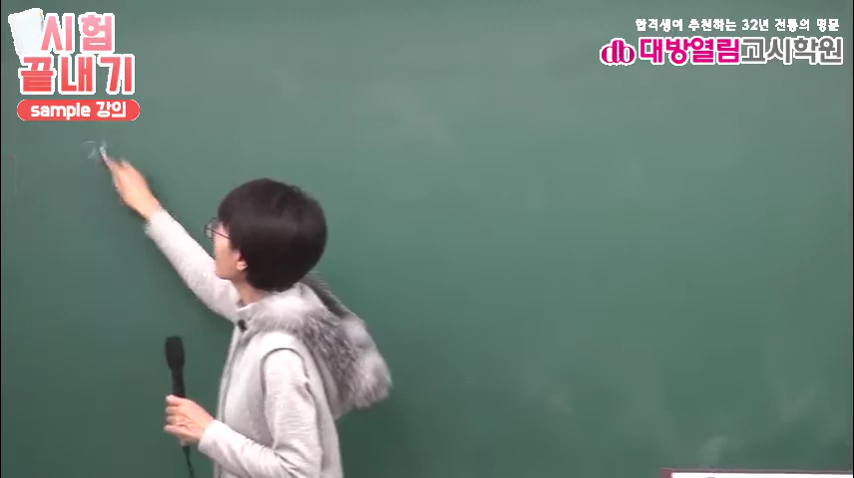 시험
끝내기
sample 강의
합격생이 추천하는 32년 전통의 명문
db 대방열림고시학원